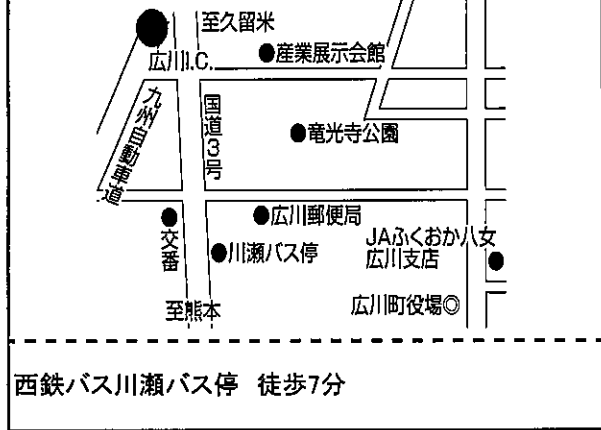 至久留米
広川I.C.
産業展示会館
九州自動車道
国道3号
竜光寺公園
広川郵便局
交番
川瀬バス停
JAふくおか八女
広川支店
至熊本
広川町役場◎
西鉄バス川瀬バス停 徒歩7分